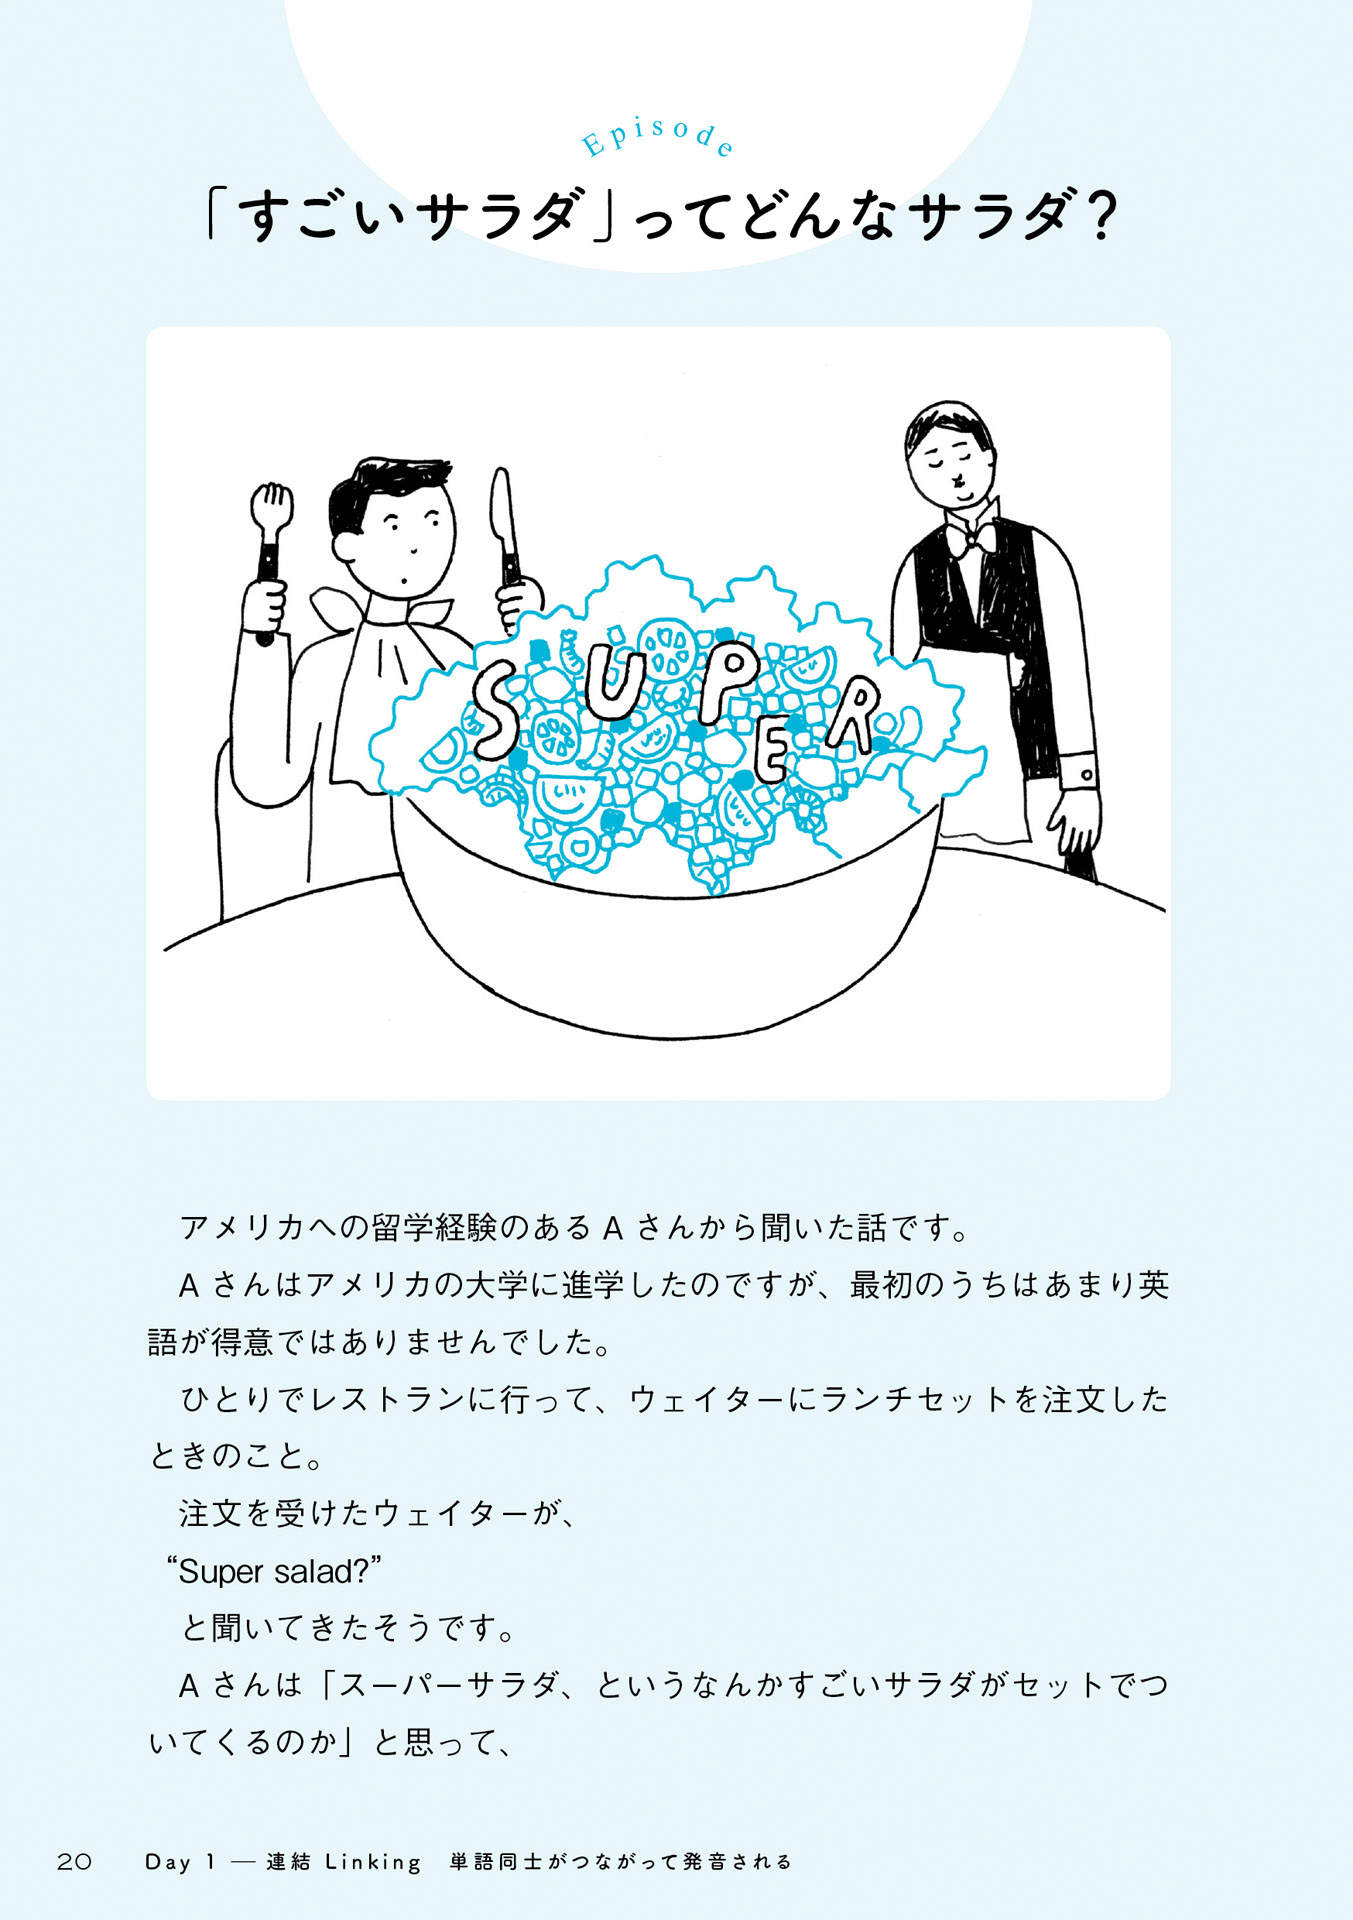 Episode
「すごいサラダ」ってどんなサラダ？
SUPER
アメリカへの留学経験のある A さんから聞いた話です。
A さんはアメリカの大学に進学したのですが、最初のうちはあまり英
語が得意ではありませんでした。
ひとりでレストランに行って、ウェイターにランチセットを注文した
ときのこと。
注文を受けたウェイターが、
“Super salad?”
と聞いてきたそうです。
A さんは「スーパーサラダ、というなんかすごいサラダがセットでつ
いてくるのか」と思って、
20 Day 1 ― 連結 Linking 単語同士がつながって発音される